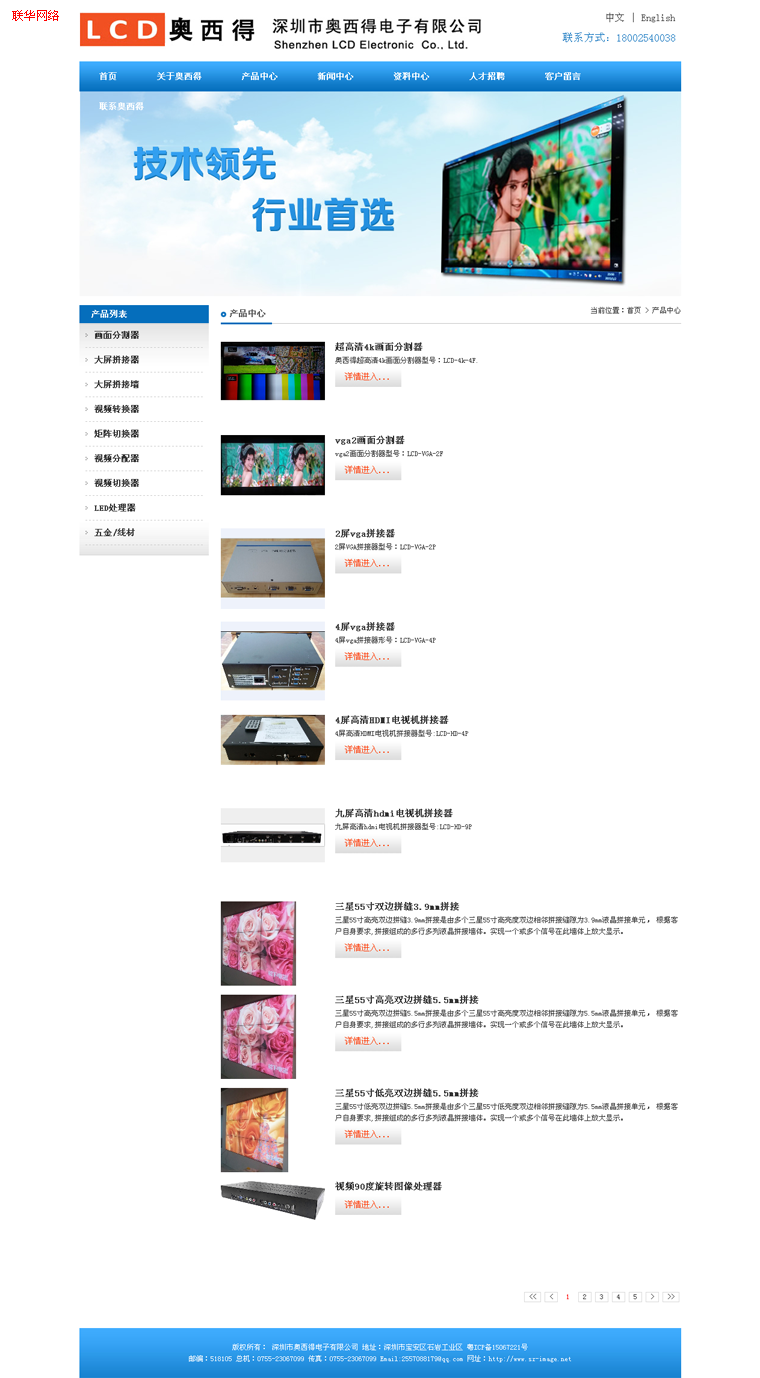 联华网络
LCD 奥西得 深圳市奥西得电子有限公司
Shenzhen LCD Electronic Co., Ltd.
中文 | English
联系方式：18002540038
首页 关于奥西得 产品中心 新闻中心 资料中心 人才招聘 客户留言
联系奥西得
技术领先
行业首选
产品列表
画面分割器
大屏拼接器
大屏拼接墙
视频转换器
矩阵切换器
视频分配器
视频切换器
LED处理器
五金/线材
产品中心
当前位置：首页 > 产品中心
超高清4k画面分割器
奥西得超高清4k画面分割器型号：LCD-4k-4F
详情进入...
vga2画面分割器
vga2画面分割器型号：LCD-VGA-2F
详情进入...
2屏vga拼接器
2屏VGA拼接器型号：LCD-VGA-2P
详情进入...
4屏vga拼接器
4屏vga拼接器形号：LCD-VGA-4P
详情进入...
4屏高清HDMI电视机拼接器
4屏高清HDMI电视机拼接器型号:LCD-HD-4P
详情进入...
九屏高清hdmi电视机拼接器
九屏高清hdmi电视机拼接器型号:LCD-HD-9P
详情进入...
三星55寸双边拼缝3.9mm拼接
三星55寸高亮双边拼缝3.9mm拼接是由多个三星55寸高亮度双边相邻拼接缝隙为3.9mm液晶拼接单元， 根据客
户自身要求,拼接组成的多行多列液晶拼接墙体。实现一个或多个信号在此墙体上放大显示。
详情进入...
三星55寸高亮双边拼缝5.5mm拼接
三星55寸高亮双边拼缝5.5mm拼接是由多个三星55寸高亮度双边相邻拼接缝隙为5.5mm液晶拼接单元， 根据客
户自身要求,拼接组成的多行多列液晶拼接墙体。实现一个或多个信号在此墙体上放大显示。
详情进入...
三星55寸低亮双边拼缝5.5mm拼接
三星55寸低亮双边拼缝5.5mm拼接是由多个三星55寸低亮度双边相邻拼接缝隙为5.5mm液晶拼接单元， 根据客
户自身要求,拼接组成的多行多列液晶拼接墙体。实现一个或多个信号在此墙体上放大显示。
详情进入...
视频90度旋转图像处理器
详情进入...
<< < 1 2 3 4 5 > >>
版权所有： 深圳市奥西得电子有限公司 地址：深圳市宝安区石岩工业区 粤ICP备15067221号
邮编：518105 总机：0755-23067099 传真：0755-23067099 Email:2557088179@qq.com 网址：http://www.sz-image.net